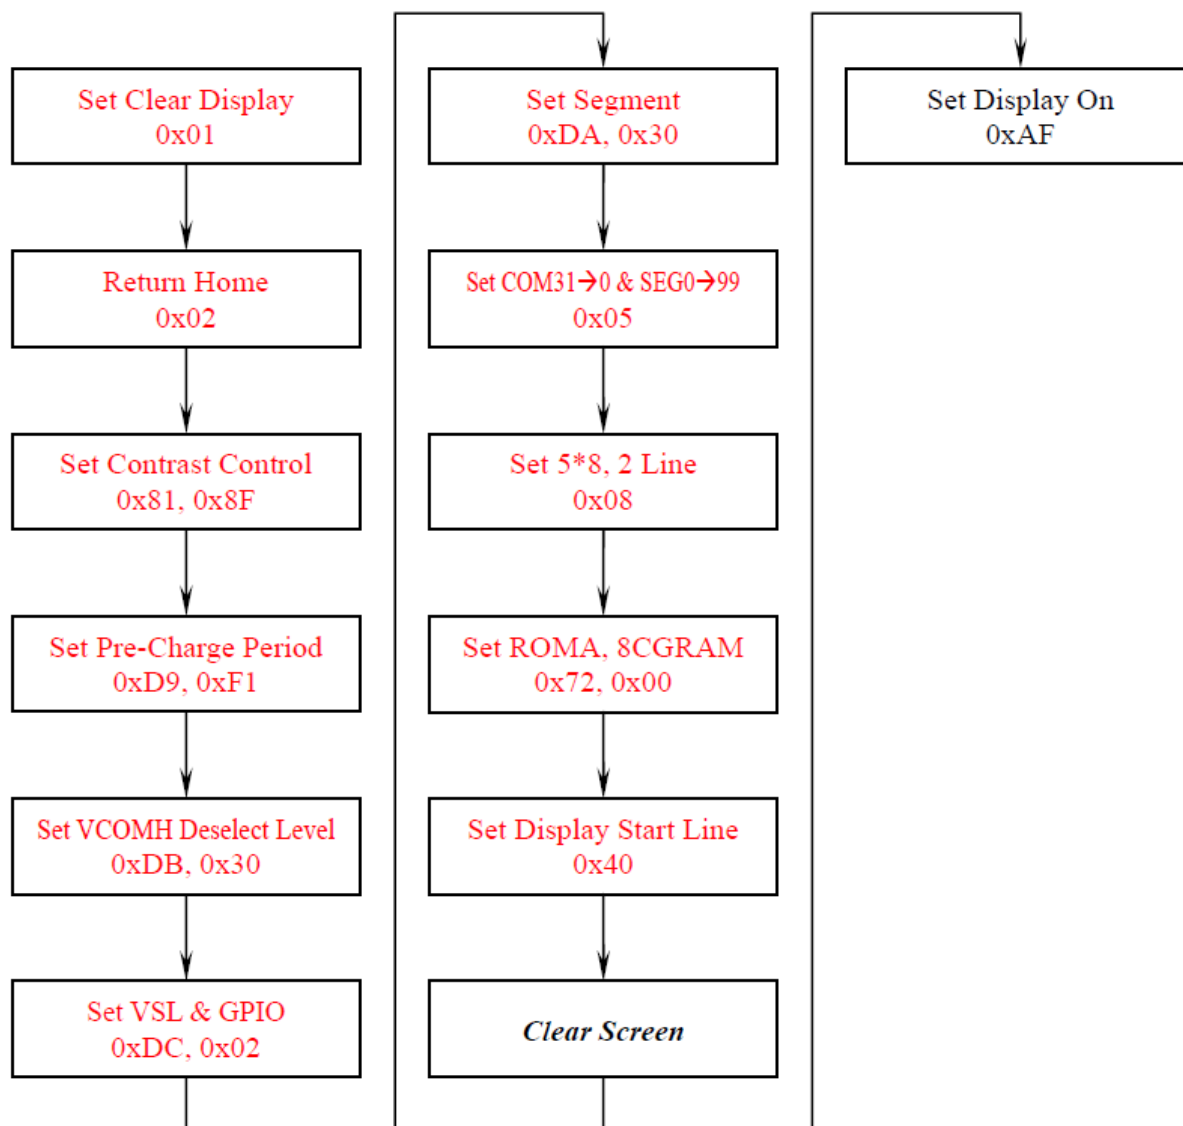 Set Clear Display
0x01
Return Home
0x02
Set Contrast Control
0x81, 0x8F
Set Pre-Charge Period
0xD9, 0xF1
Set VCOMH Deselect Level
0xDB, 0x30
Set VSL & GPIO
0xDC, 0x02
Set Segment
0xDA, 0x30
Set COM31→0 & SEG0→99
0x05
Set 5*8, 2 Line
0x08
Set ROMA, 8CGRAM
0x72, 0x00
Set Display Start Line
0x40
Clear Screen
Set Display On
0xAF